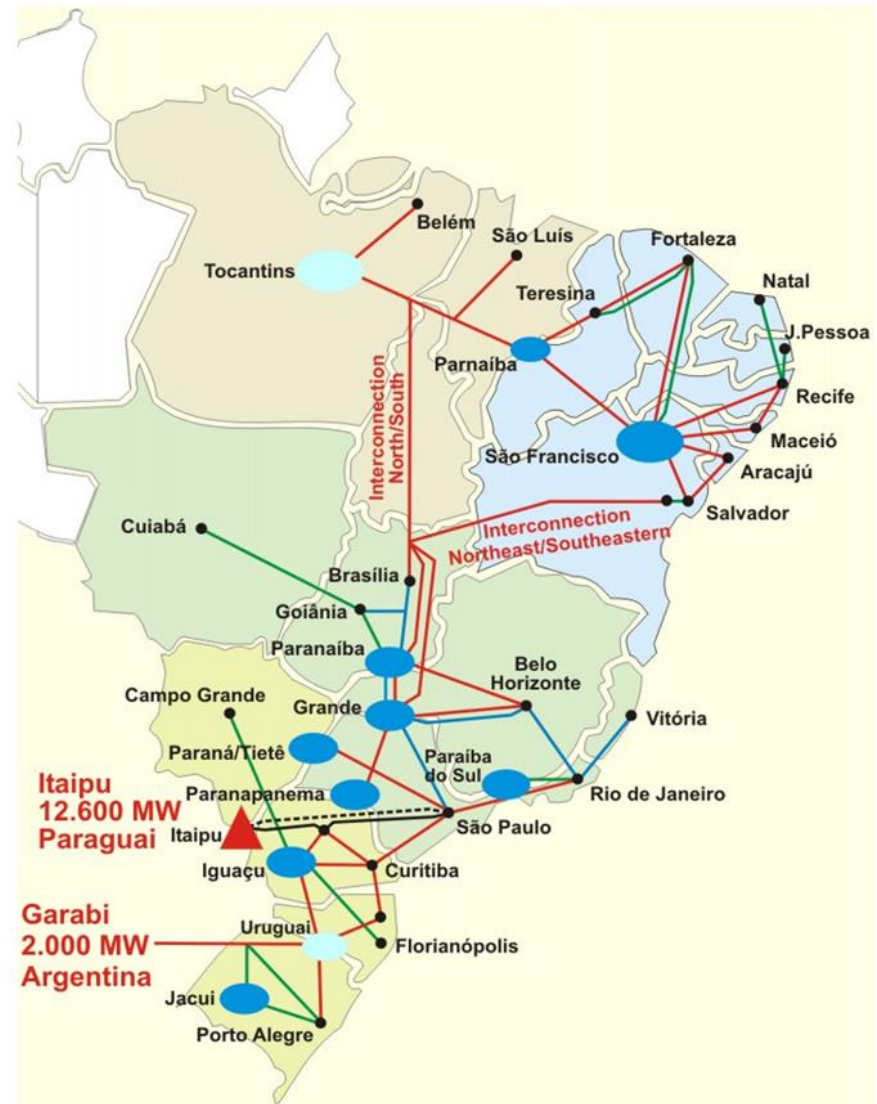 Belém
São Luís
Fortaleza
Tocantins
Teresina
Natal
J.Pessoa
Parnaíba
Recife
Interconnection
North/South
São Francisco
Maceió
Aracajú
Salvador
Interconnection
Northeast/Southeastern
Cuiabá
Brasília
Goiânia
Paranaíba
Belo
Horizonte
Campo Grande
Grande
Vitória
Paraná/Tietê
Paraíba
do Sul
Itaipu
12.600 MW
Paraguai
Paranapanema
Rio de Janeiro
Itaipu
São Paulo
Iguaçu
Curitiba
Garabi
2.000 MW
Argentina
Uruguai
Florianópolis
Jacui
Porto Alegre